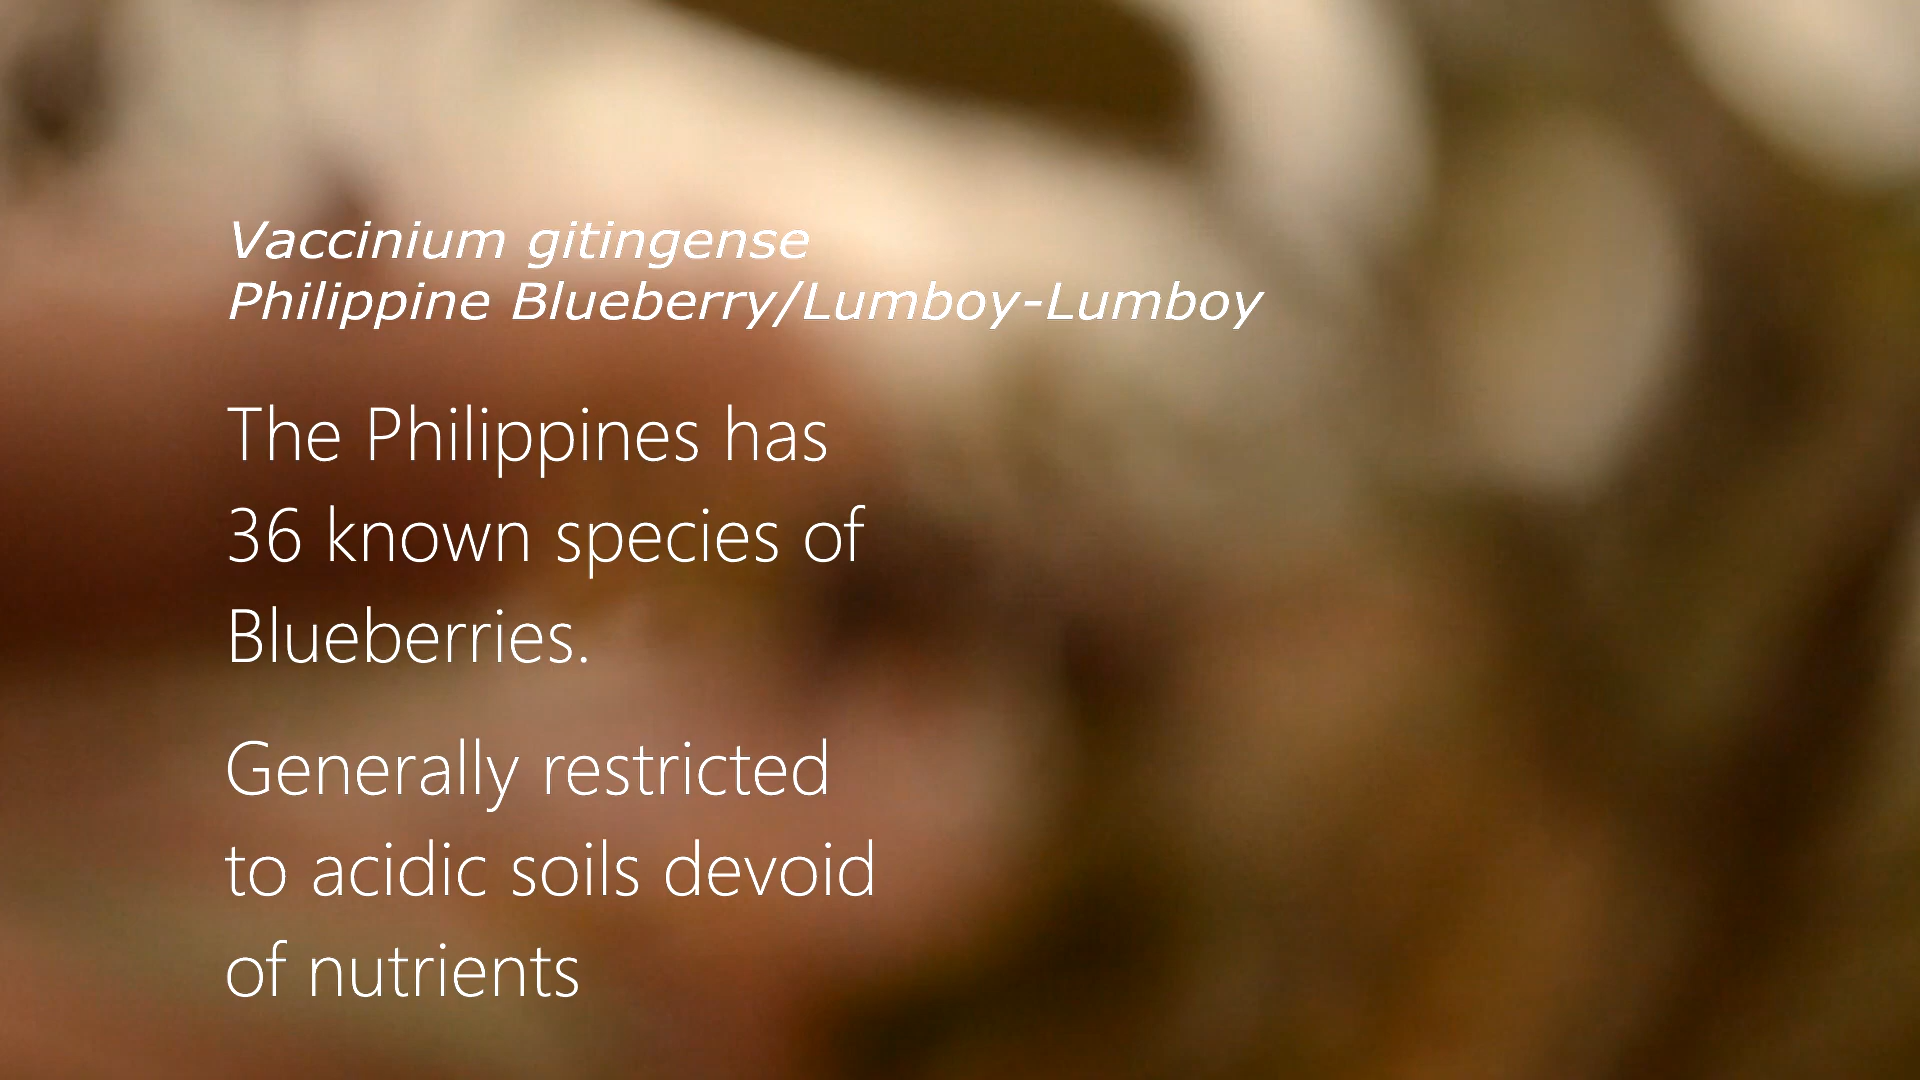 Vaccinium gitingense
Philippine Blueberry/Lumboy-Lumboy
The Philippines has
36 known species of
Blueberries.
Generally restricted
to acidic soils devoid
of nutrients